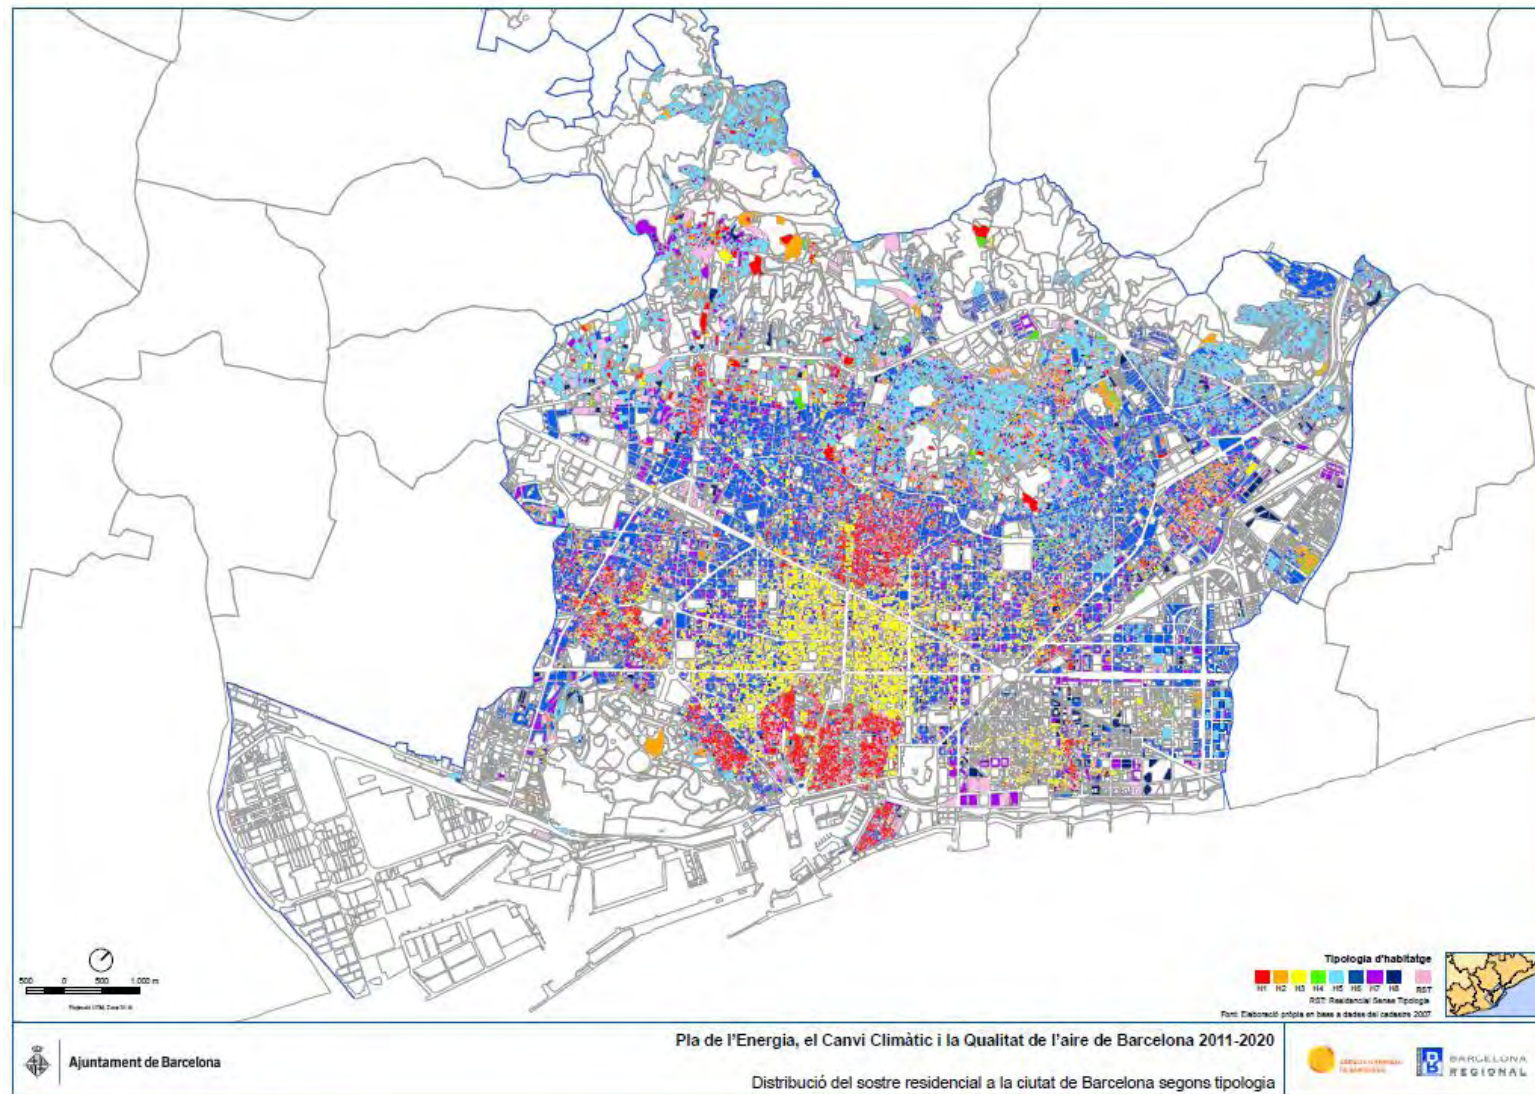 500 0 500 1.000 m
Tipologia d'habitatge
H1 H2 H3 H4 H5 H6 H7 H8 RST
RST: Residencial Sense Tipologia
Font: Elaboració pròpia en base a dades del cadastre 2007
Pla de l'Energia, el Canvi Climàtic i la Qualitat de l'aire de Barcelona 2011-2020
Ajuntament de Barcelona
Distribució del sostre residencial a la ciutat de Barcelona segons tipologia
BARCELONA
REGIONAL